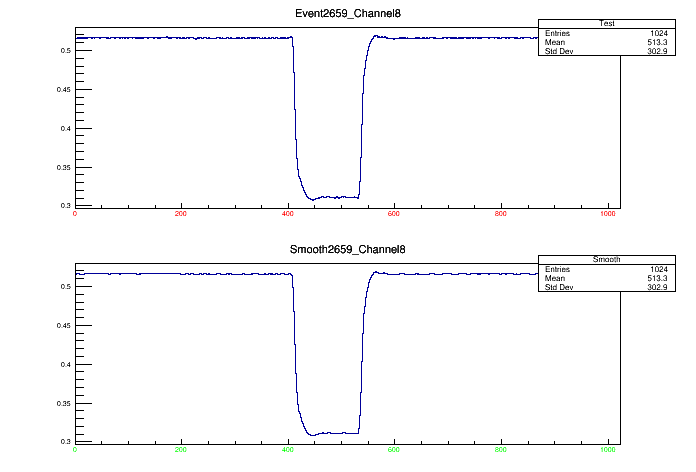 Event2659_Channel8
Test
Entries 1024
Mean 513.3
Std Dev 302.9
0.5
0.45
0.4
0.35
0.3
0 200 400 600 800 1000
Smooth2659_Channel8
Smooth
Entries 1024
Mean 513.3
Std Dev 302.9
0.5
0.45
0.4
0.35
0.3
0 200 400 600 800 1000